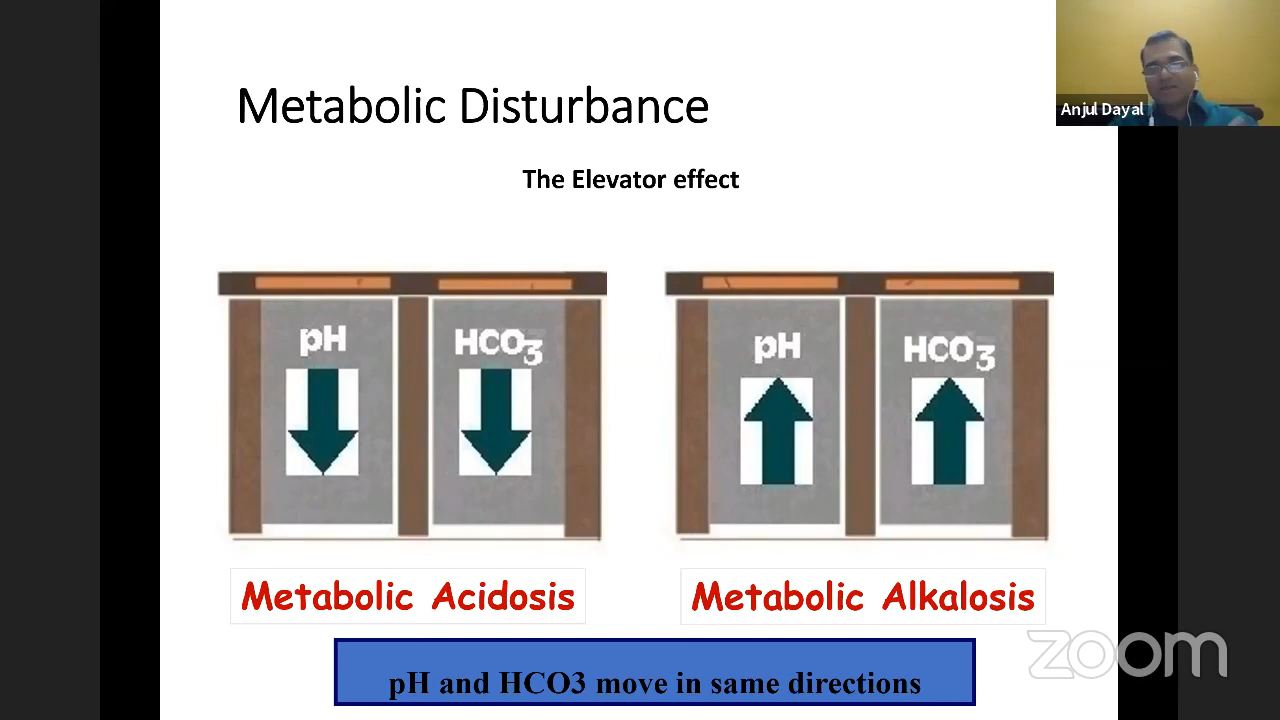 Metabolic Disturbance
Anjul Dayal
The Elevator effect
pH HCO3 pH HCO3
Metabolic Acidosis Metabolic Alkalosis
zoom
pH and HCO3 move in same directions